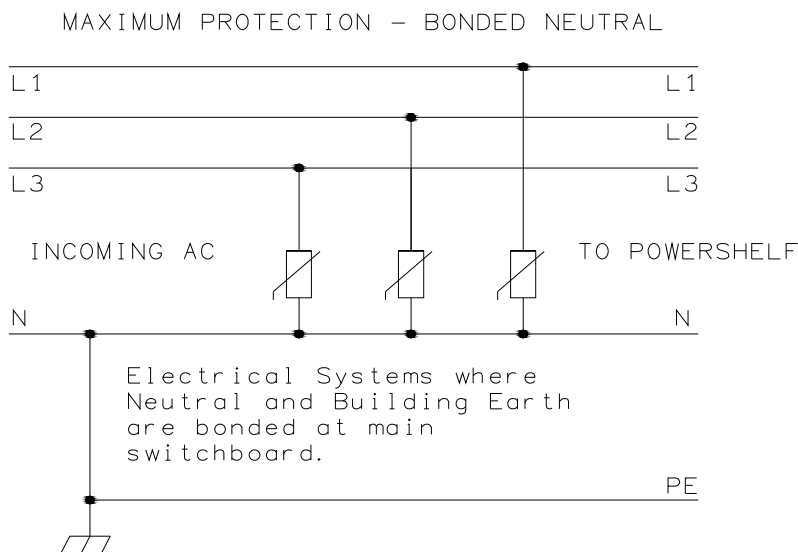 MAXIMUM PROTECTION – BONDED NEUTRAL
L1 L1
L2 L2
L3 L3
INCOMING AC TO POWERSHELF
N N
Electrical Systems where
Neutral and Building Earth
are bonded at main
switchboard.
PE